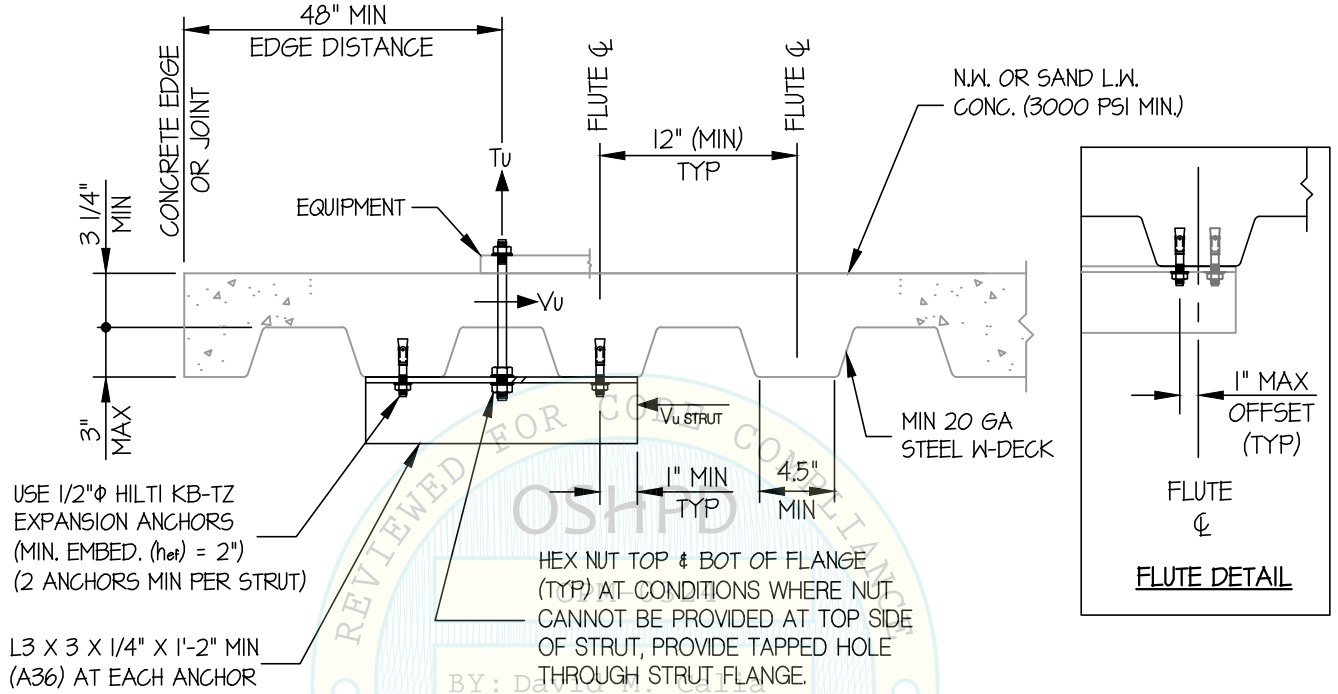 48" MIN
EDGE DISTANCE
CONCRETE EDGE
OR JOINT
FLUTE ℄
FLUTE ℄
12" (MIN)
TYP
N.W. OR SAND L.W.
CONC. (3000 PSI MIN.)
Tu
EQUIPMENT
3 1/4"
MIN
Vu
3"
MAX
Vu STRUT
MIN 20 GA
STEEL W-DECK
1" MIN
TYP
4.5"
MIN
USE 1/2"Φ HILTI KB-TZ
EXPANSION ANCHORS
(MIN. EMBED. (hef) = 2")
(2 ANCHORS MIN PER STRUT)
L3 X 3 X 1/4" X 1'-2" MIN
(A36) AT EACH ANCHOR
HEX NUT TOP & BOT OF FLANGE
(TYP) AT CONDITIONS WHERE NUT
CANNOT BE PROVIDED AT TOP SIDE
OF STRUT, PROVIDE TAPPED HOLE
THROUGH STRUT FLANGE.
1" MAX
OFFSET
(TYP)
FLUTE
℄
FLUTE DETAIL
REVIEWED FOR CODE COMPLIANCE
OSHPD
BY: David M. Calia